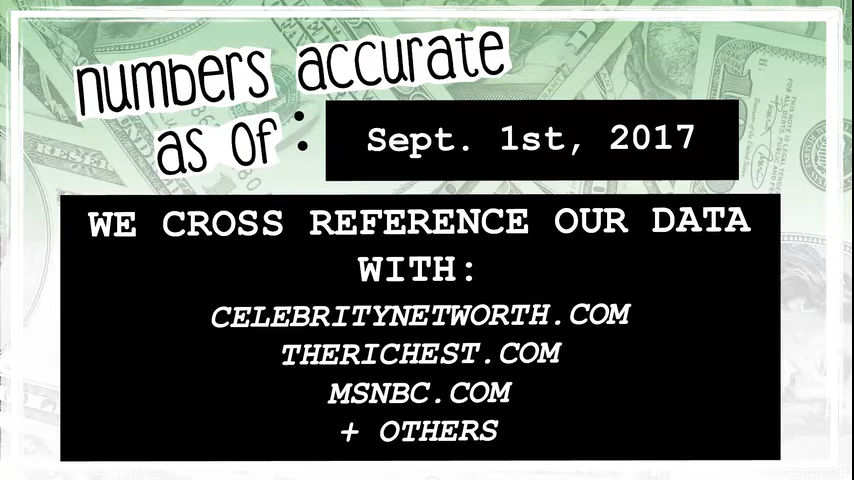 numbers accurate
as of: Sept. 1st, 2017
WE CROSS REFERENCE OUR DATA
WITH:
CELEBRITYNETWORTH.COM
THERICHEST.COM
MSNBC.COM
+ OTHERS